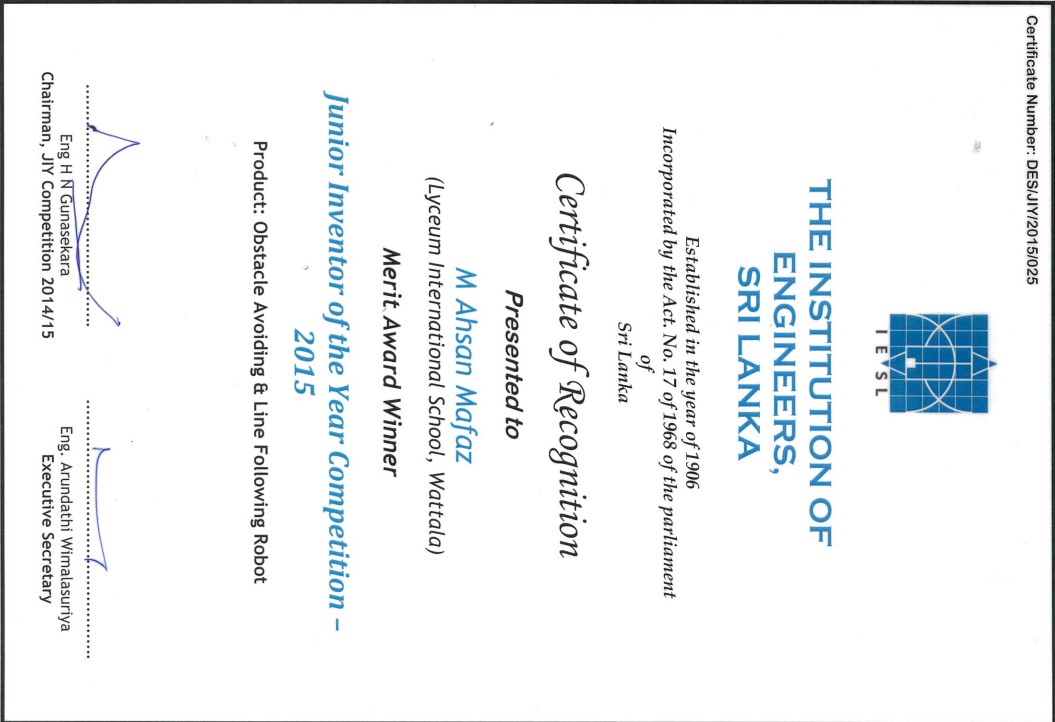 Certificate Number: DES/JIY/2015/025
IESL
THE INSTITUTION OF
ENGINEERS,
SRI LANKA
Established in the year of 1906
Incorporated by the Act. No. 17 of 1968 of the parliament
of
Sri Lanka
Certificate of Recognition
Presented to
M Ahsan Mafaz
(Lyceum International School, Wattala)
Merit Award Winner
Junior Inventor of the Year Competition –
2015
Product: Obstacle Avoiding & Line Following Robot
Eng H N Gunasekara
Chairman, JIY Competition 2014/15
Eng. Arundathi Wimalasuriya
Executive Secretary